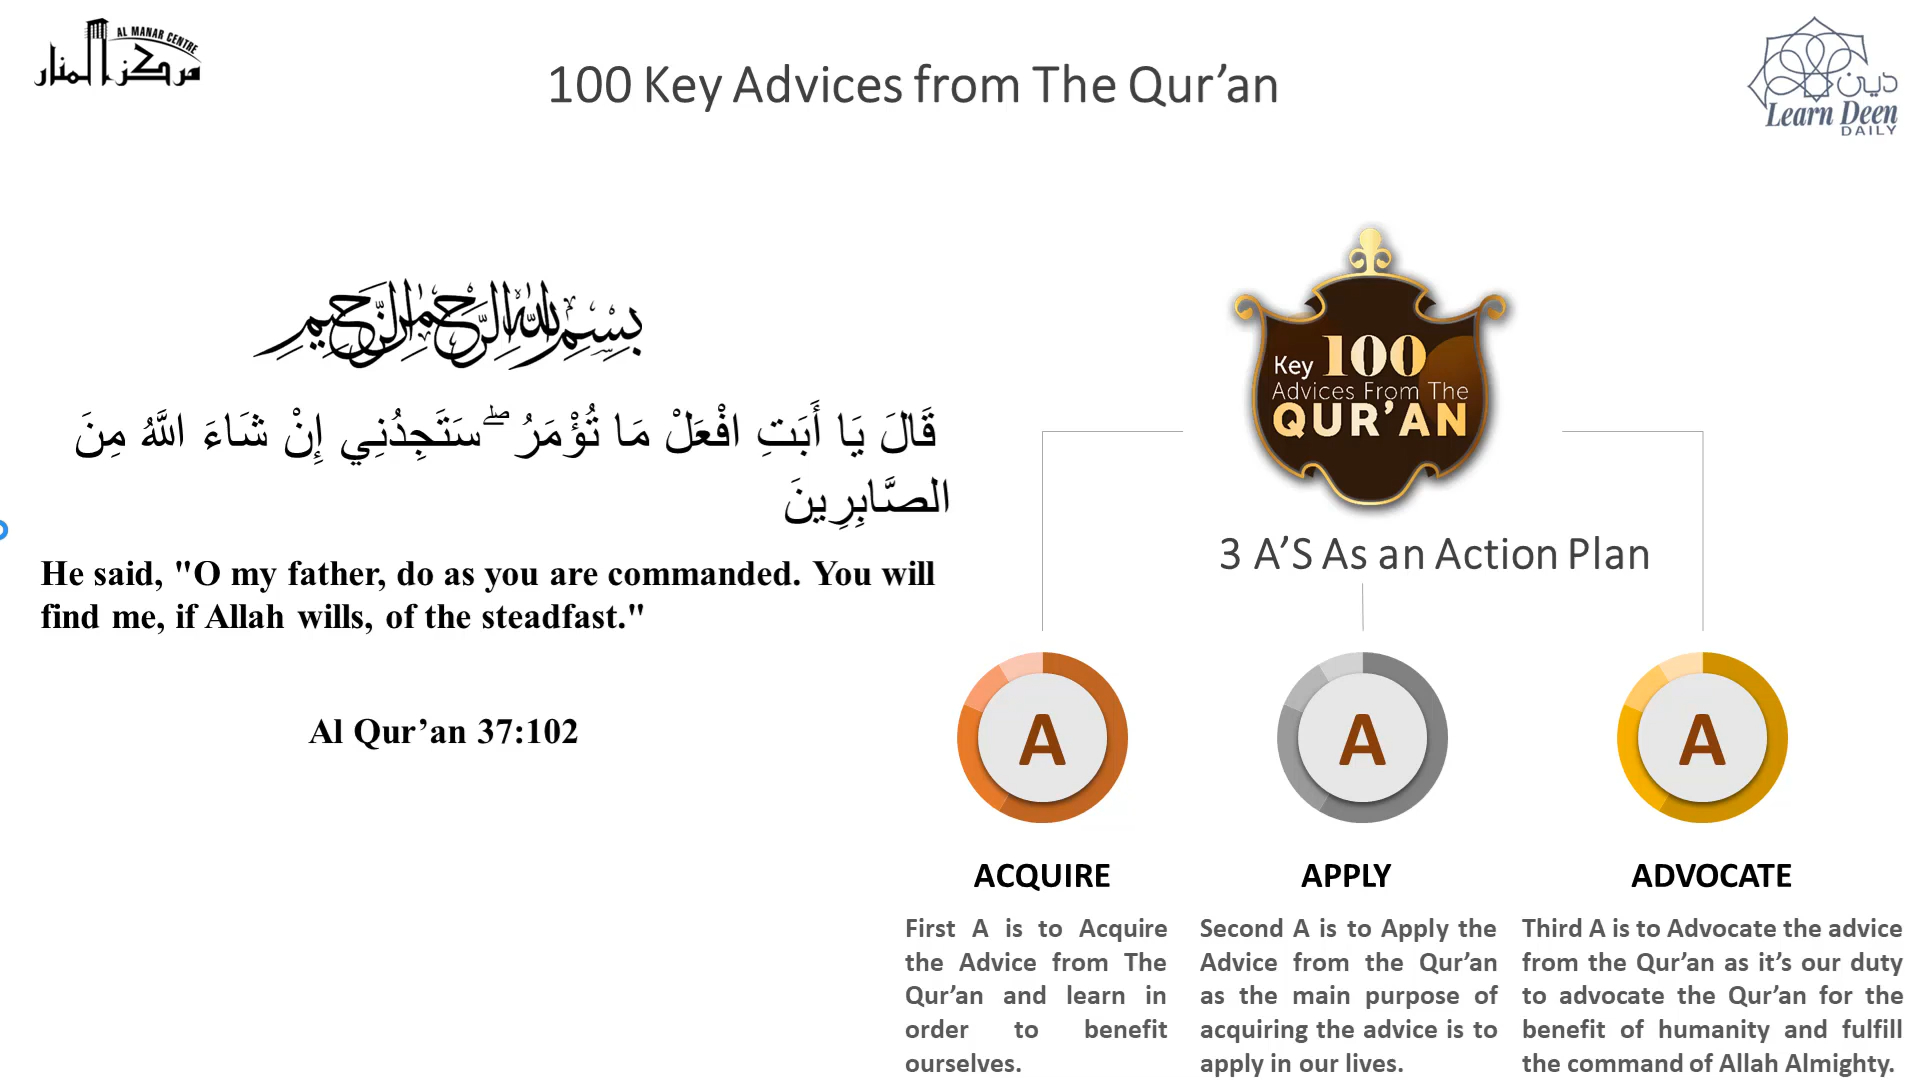 AL MANAR CENTRE
مركز المنار
100 Key Advices from The Qur’an
دين
Learn Deen
DAILY
بسم الله الرحمن الرحيم
قَالَ يَا أَبَتِ افْعَلْ مَا تُؤْمَرُ ۖ سَتَجِدُنِي إِنْ شَاءَ اللَّهُ مِنَ
الصَّابِرِينَ
He said, "O my father, do as you are commanded. You will
find me, if Allah wills, of the steadfast."
Al Qur’an 37:102
Key 100
Advices From The
QUR’AN
3 A’S As an Action Plan
A
ACQUIRE
First A is to Acquire
the Advice from The
Qur’an and learn in
order to benefit
ourselves.
A
APPLY
Second A is to Apply the
Advice from the Qur’an
as the main purpose of
acquiring the advice is to
apply in our lives.
A
ADVOCATE
Third A is to Advocate the advice
from the Qur’an as it’s our duty
to advocate the Qur’an for the
benefit of humanity and fulfill
the command of Allah Almighty.